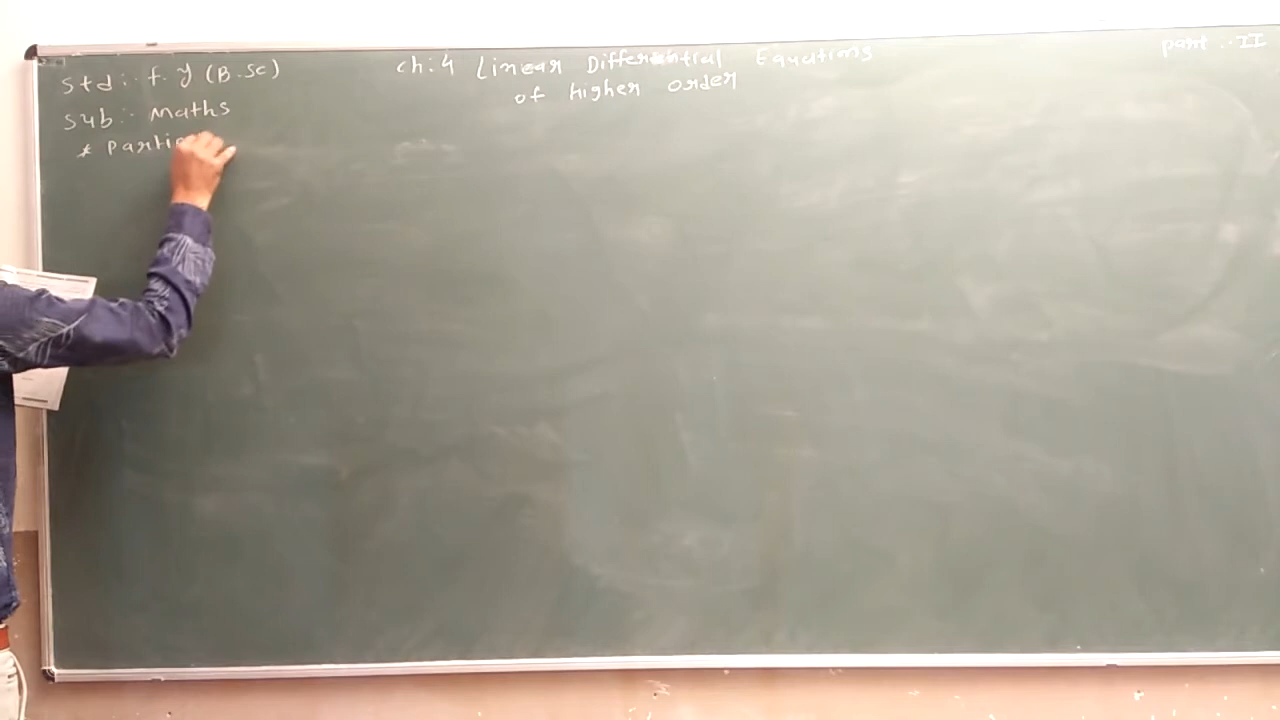 std:- F.Y (B.Sc)
ch:4 Linear Differential Equations
of higher order
part :- II
Sub:- Maths
* Parti